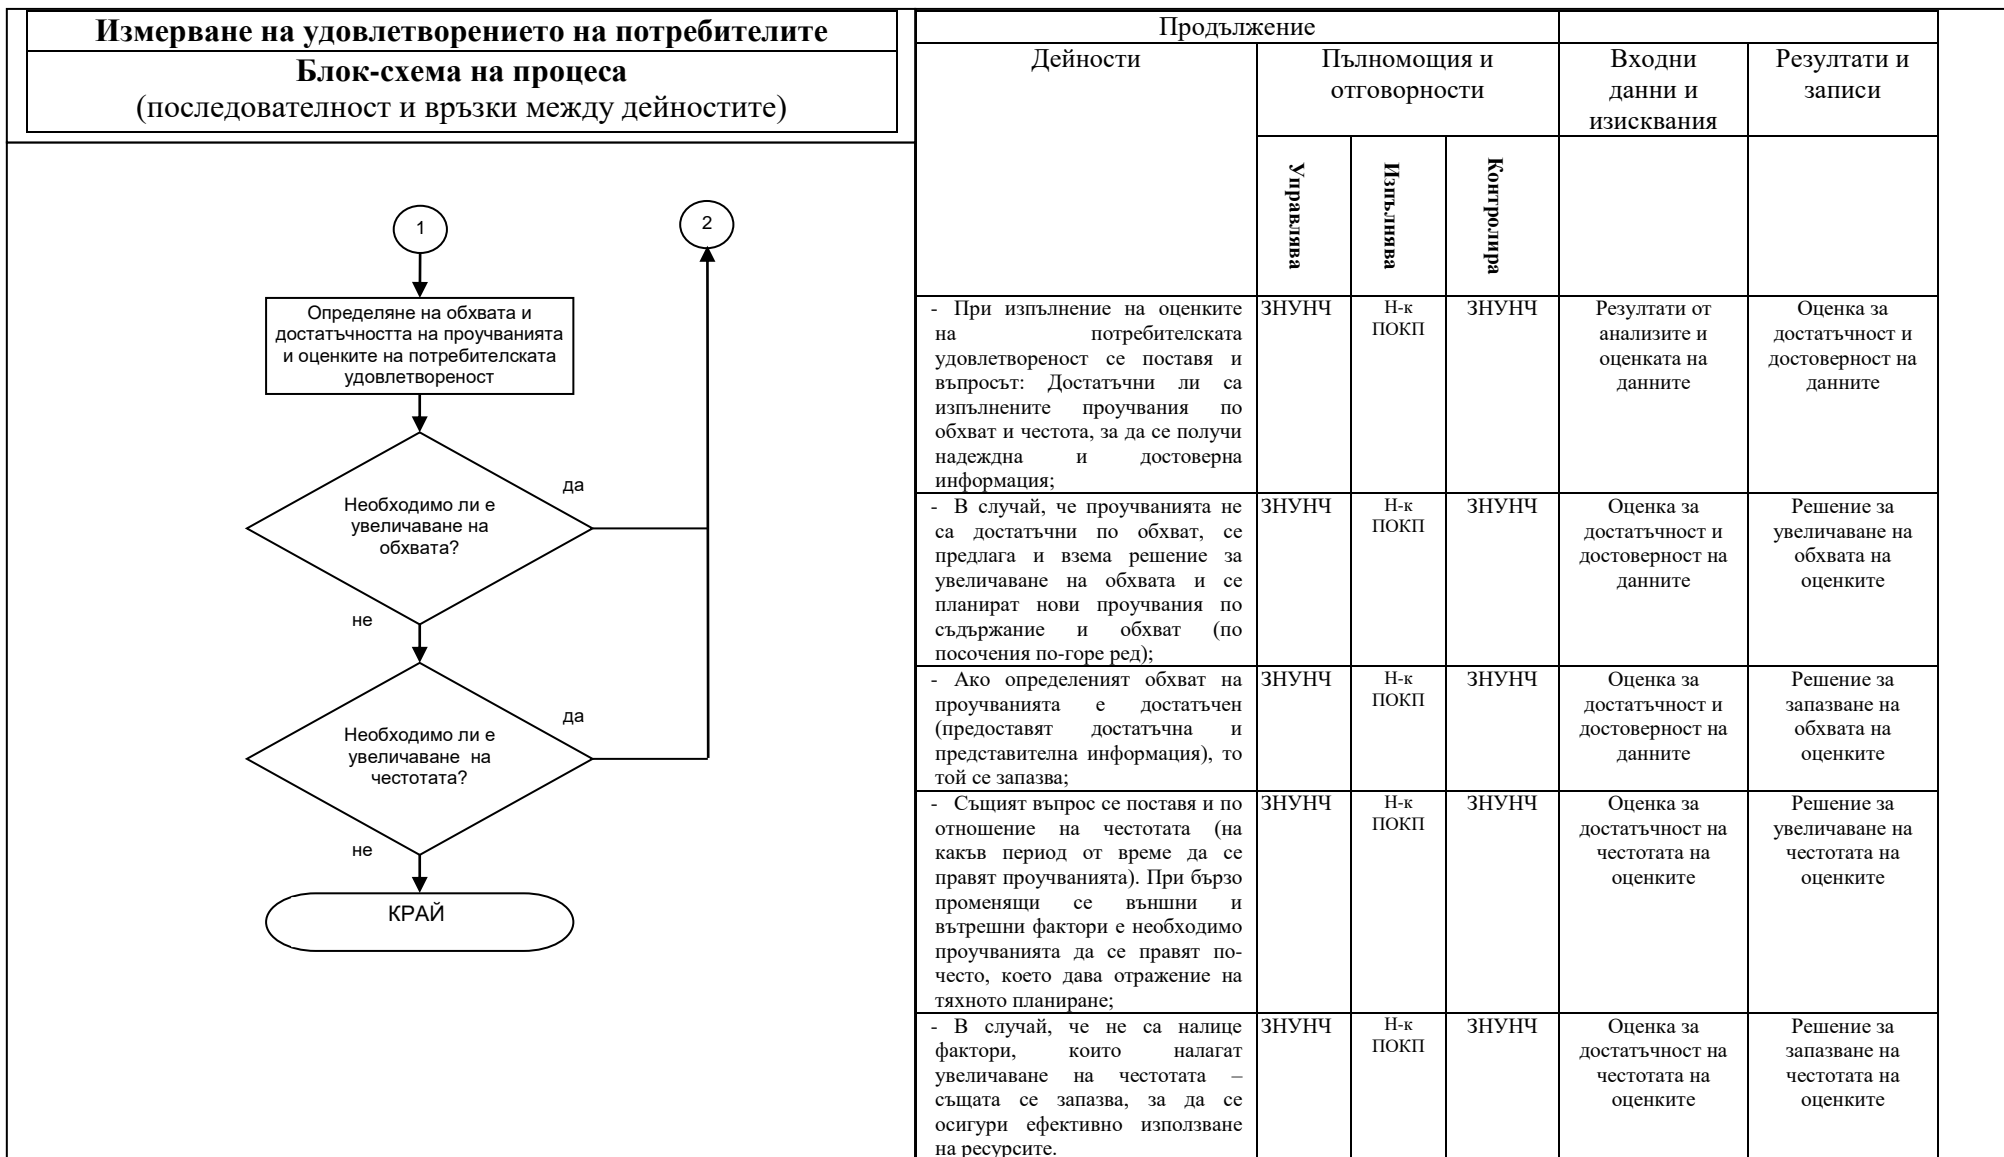 Измерване на удовлетворението на потребителите
Блок-схема на процеса
(последователност и връзки между дейностите)
1
2
Определяне на обхвата и
достатъчността на проучванията
и оценките на потребителската
удовлетвореност
да
Необходимо ли е
увеличаване на
обхвата?
не
да
Необходимо ли е
увеличаване на
честотата?
не
КРАЙ
Продължение
Дейности
Пълномощия и
отговорности
Входни
данни и
изисквания
Резултати и
записи
Управлява
Изпълнява
Контролира
- При изпълнение на оценките
на потребителската
удовлетвореност се поставя и
въпросът: Достатъчни ли са
изпълнените проучвания по
обхват и честота, за да се получи
надеждна и достоверна
информация;
ЗНУНЧ
Н-к
ПОКП
ЗНУНЧ
Резултати от
анализите и
оценката на
данните
Оценка за
достатъчност и
достоверност на
данните
- В случай, че проучванията не
са достатъчни по обхват, се
предлага и взема решение за
увеличаване на обхвата и се
планират нови проучвания по
съдържание и обхват (по
посочения по-горе ред);
ЗНУНЧ
Н-к
ПОКП
ЗНУНЧ
Оценка за
достатъчност и
достоверност на
данните
Решение за
увеличаване на
обхвата на
оценките
- Ако определеният обхват на
проучванията е достатъчен
(предоставят достатъчна и
представителна информация), то
той се запазва;
ЗНУНЧ
Н-к
ПОКП
ЗНУНЧ
Оценка за
достатъчност и
достоверност на
данните
Решение за
запазване на
обхвата на
оценките
- Същият въпрос се поставя и по
отношение на честотата (на
какъв период от време да се
правят проучванията). При бързо
променящи се външни и
вътрешни фактори е необходимо
проучванията да се правят по-
често, което дава отражение на
тяхното планиране;
ЗНУНЧ
Н-к
ПОКП
ЗНУНЧ
Оценка за
достатъчност на
честотата на
оценките
Решение за
увеличаване на
честотата на
оценките
- В случай, че не са налице
фактори, които налагат
увеличаване на честотата –
същата се запазва, за да се
осигури ефективно използване
на ресурсите.
ЗНУНЧ
Н-к
ПОКП
ЗНУНЧ
Оценка за
достатъчност на
честотата на
оценките
Решение за
запазване на
честотата на
оценките